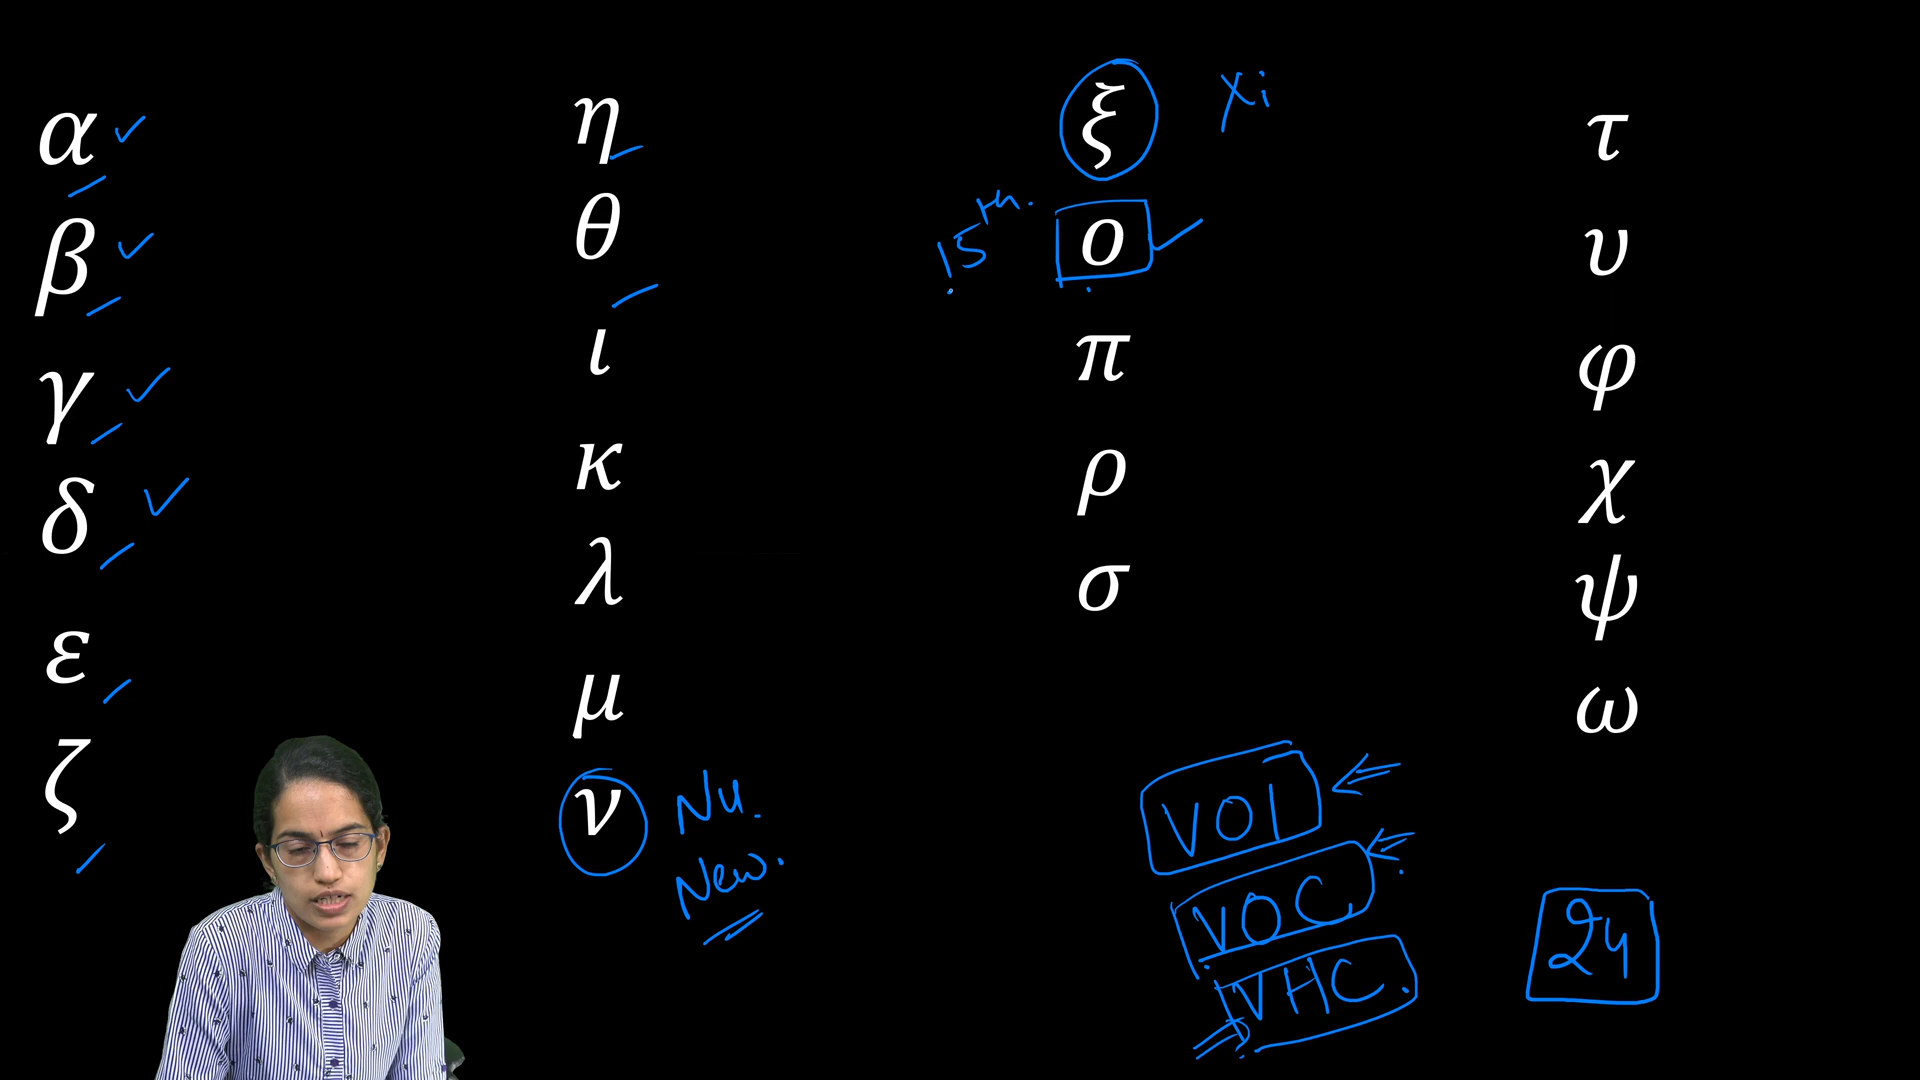 α
β
γ
δ
ε
ζ
η
θ
ι
κ
λ
μ
ν Nu.
New.
ξ Xi
15th. ο
π
ρ
σ
τ
υ
φ
χ
ψ
ω
VOI
VOC
VHC.
24